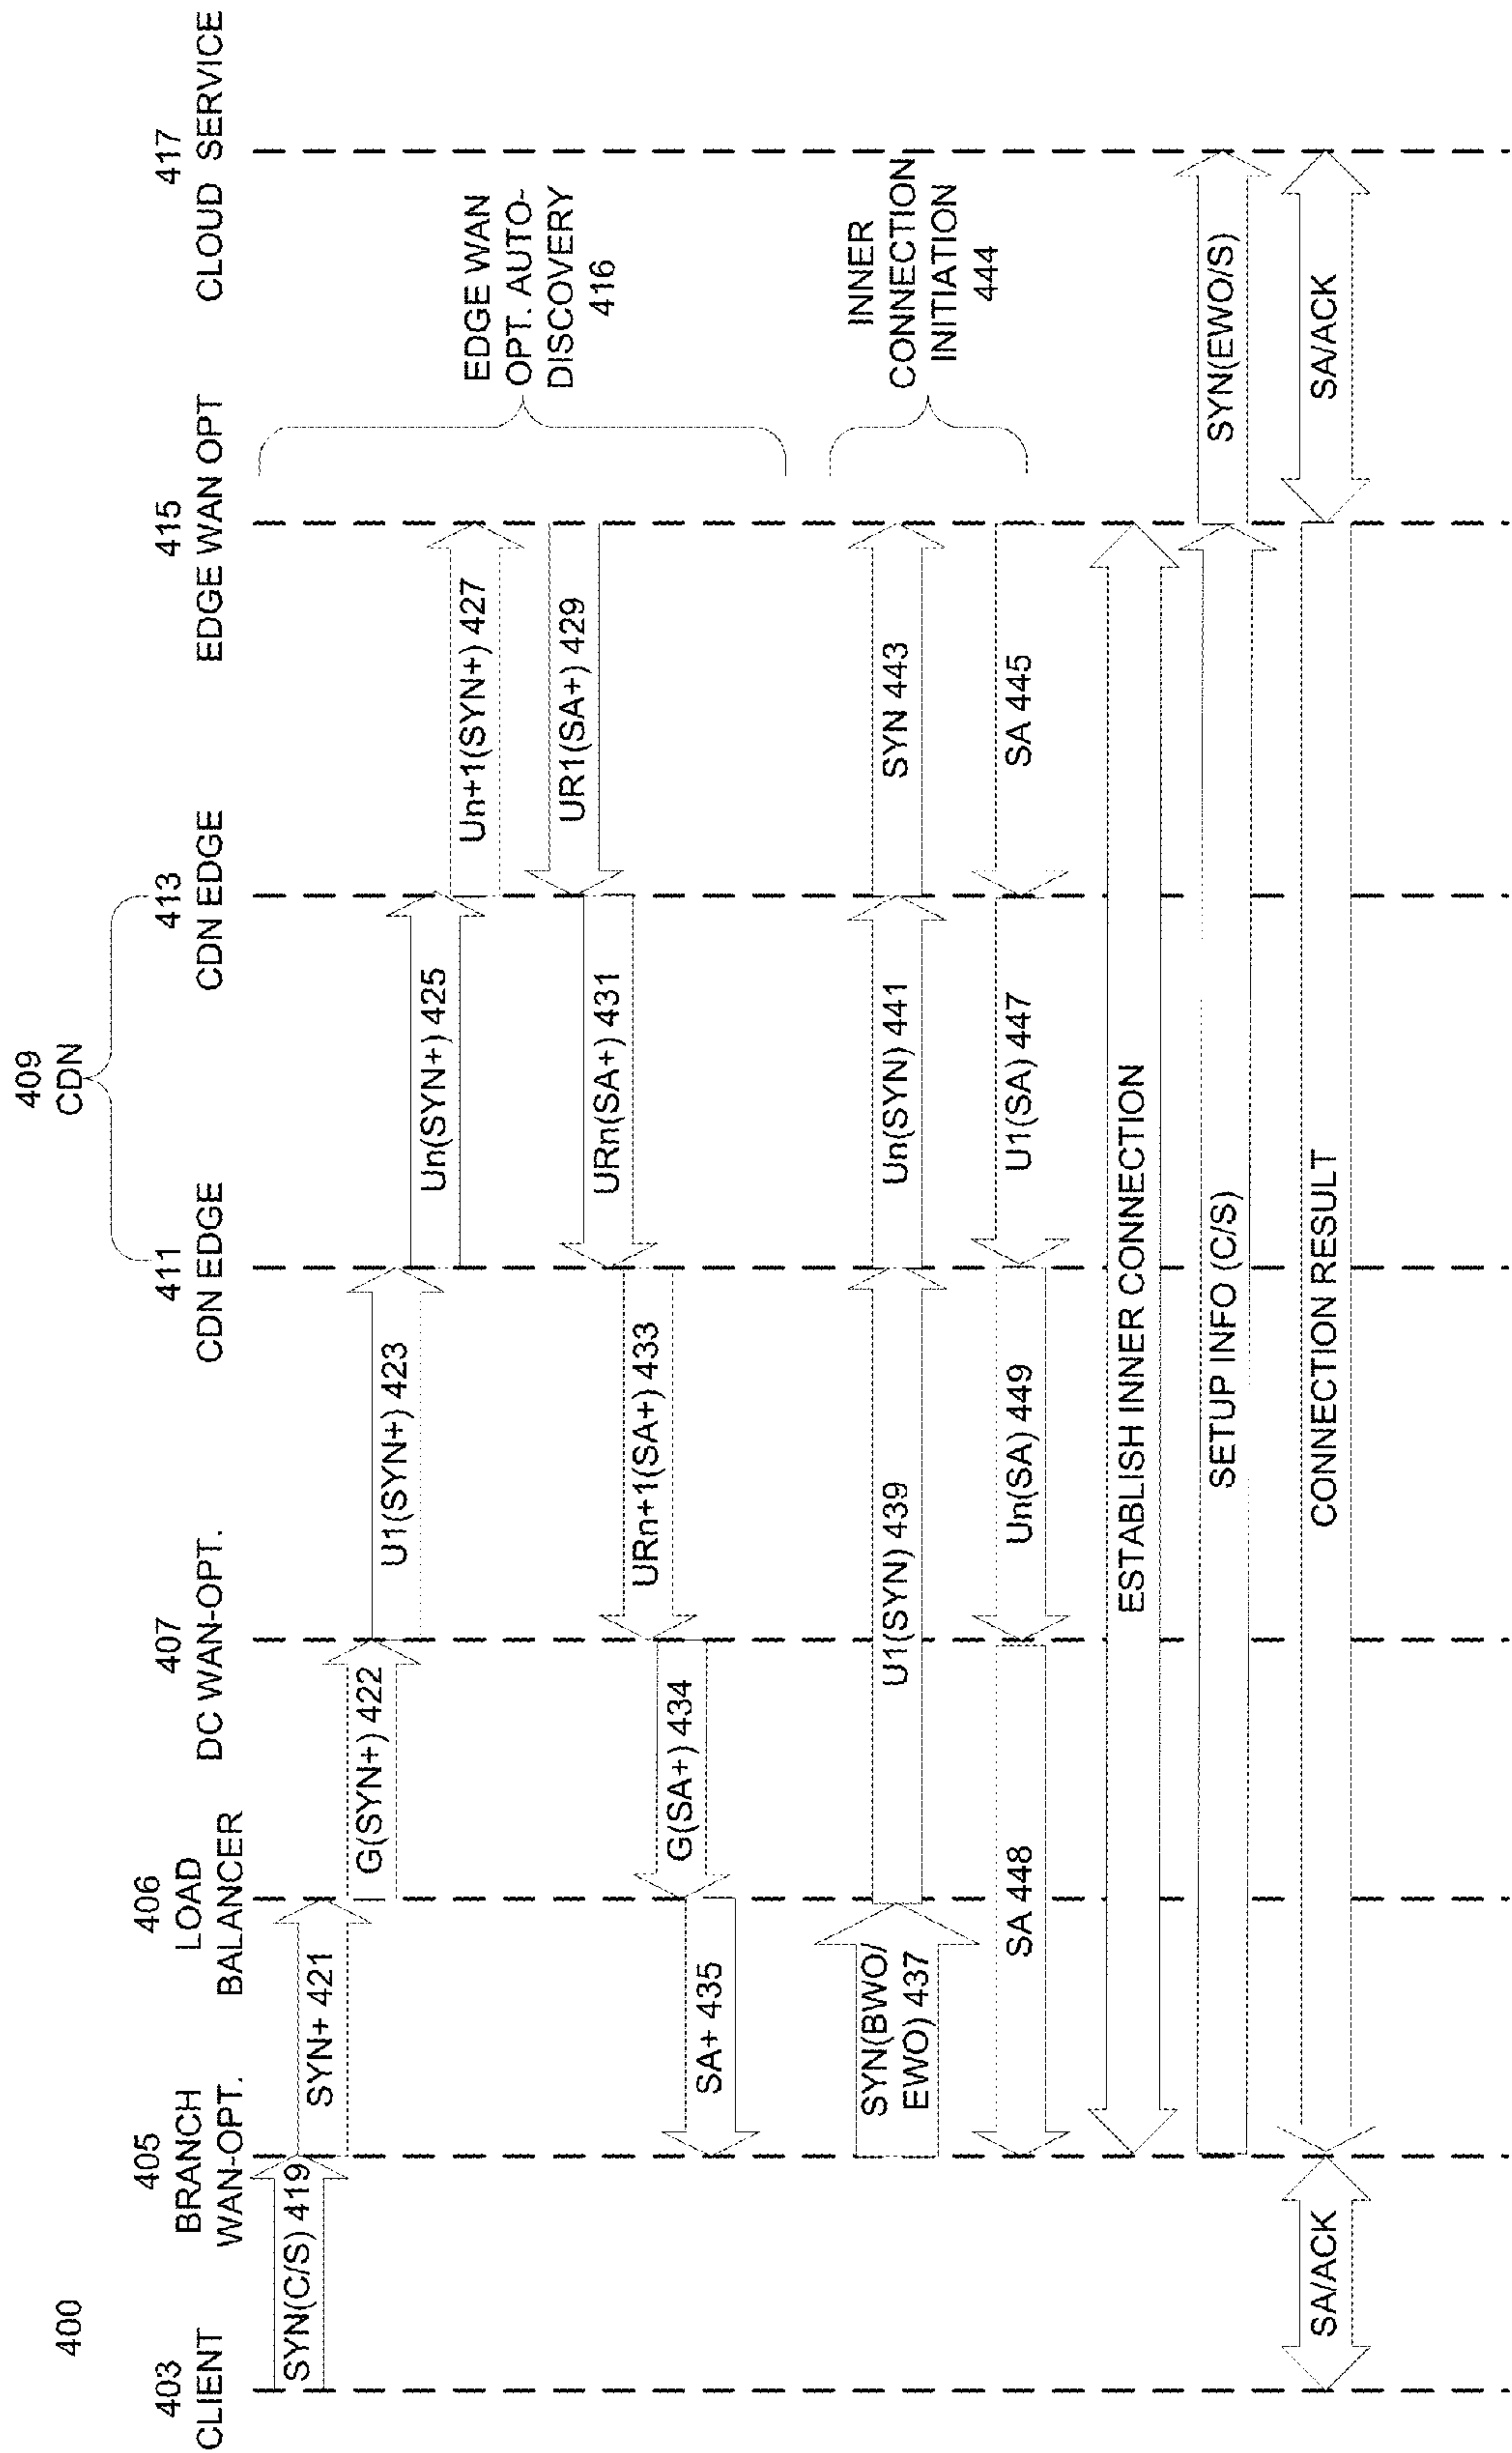 400
409
CDN
403
CLIENT
405
BRANCH
WAN-OPT.
406
LOAD
BALANCER
407
DC WAN-OPT.
411
CDN EDGE
413
CDN EDGE
415
EDGE WAN OPT
417
CLOUD SERVICE
SYN(C/S) 419
SYN+ 421
G(SYN+) 422
U1(SYN+) 423
Un(SYN+) 425
Un+1(SYN+) 427
EDGE WAN
OPT. AUTO-
DISCOVERY
416
UR1(SA+) 429
URn(SA+) 431
URn+1(SA+) 433
G(SA+) 434
SA+ 435
SYN(BWO/
EWO) 437
U1(SYN) 439
Un(SYN) 441
SYN 443
INNER
CONNECTION
INITIATION
444
SA 448
Un(SA) 449
U1(SA) 447
SA 445
ESTABLISH INNER CONNECTION
SETUP INFO (C/S)
SYN(EWO/S)
SA/ACK
CONNECTION RESULT
SA/ACK